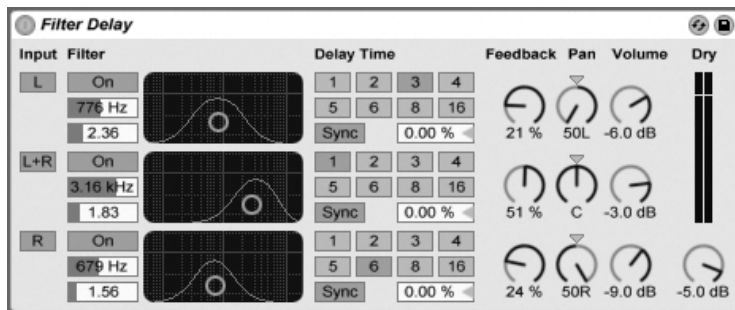 Filter Delay
Input Filter Delay Time Feedback Pan Volume Dry
L On 1 2 3 4
776 Hz 5 6 8 16
2.36 Sync 0.00 % 21 % 50L -6.0 dB
L+R On 1 2 3 4
3.16 kHz 5 6 8 16
1.83 Sync 0.00 % 51 % C -3.0 dB
R On 1 2 3 4
679 Hz 5 6 8 16
1.56 Sync 0.00 % 24 % 50R -9.0 dB -5.0 dB